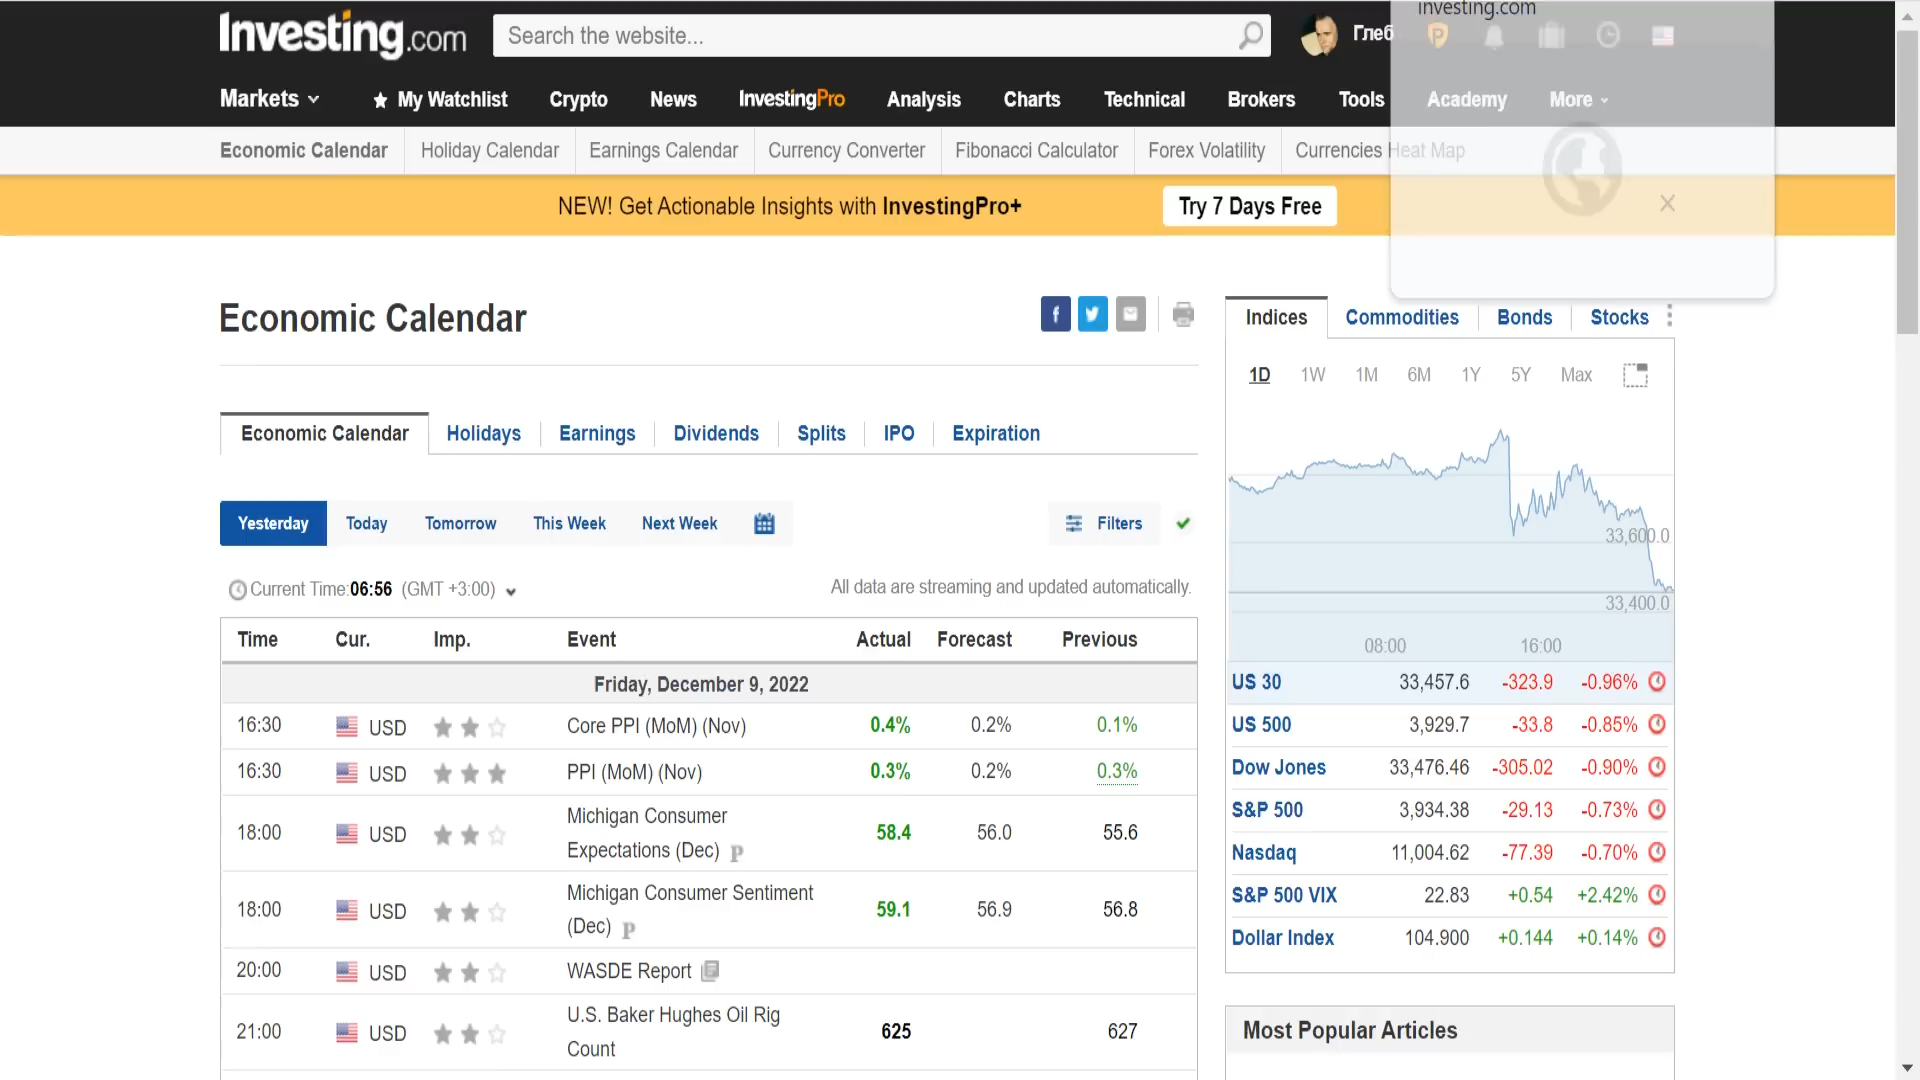 investing.com
Investing.com
Search the website...
Глеб
Markets
My Watchlist
Crypto
News
InvestingPro
Analysis
Charts
Technical
Brokers
Tools
Academy
More
Economic Calendar
Holiday Calendar
Earnings Calendar
Currency Converter
Fibonacci Calculator
Forex Volatility
Currencies Heat Map
NEW! Get Actionable Insights with InvestingPro+
Try 7 Days Free
Economic Calendar
Economic Calendar
Holidays
Earnings
Dividends
Splits
IPO
Expiration
Yesterday
Today
Tomorrow
This Week
Next Week
Filters
Current Time:06:56 (GMT +3:00)
All data are streaming and updated automatically.
Time Cur. Imp. Event Actual Forecast Previous
Friday, December 9, 2022
16:30 USD Core PPI (MoM) (Nov) 0.4% 0.2% 0.1%
16:30 USD PPI (MoM) (Nov) 0.3% 0.2% 0.3%
18:00 USD Michigan Consumer
Expectations (Dec) P 58.4 56.0 55.6
18:00 USD Michigan Consumer Sentiment
(Dec) P 59.1 56.9 56.8
20:00 USD WASDE Report
21:00 USD U.S. Baker Hughes Oil Rig
Count 625 627
Indices
Commodities
Bonds
Stocks
1D 1W 1M 6M 1Y 5Y Max
33,600.0
33,400.0
08:00 16:00
US 30 33,457.6 -323.9 -0.96%
US 500 3,929.7 -33.8 -0.85%
Dow Jones 33,476.46 -305.02 -0.90%
S&P 500 3,934.38 -29.13 -0.73%
Nasdaq 11,004.62 -77.39 -0.70%
S&P 500 VIX 22.83 +0.54 +2.42%
Dollar Index 104.900 +0.144 +0.14%
Most Popular Articles